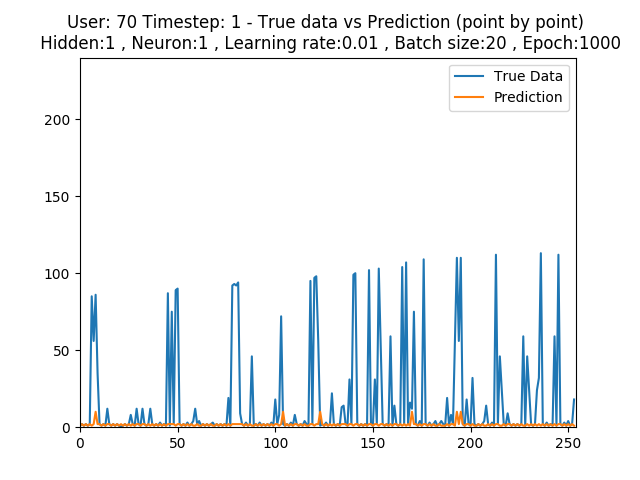 User: 70 Timestep: 1 - True data vs Prediction (point by point)
Hidden:1 , Neuron:1 , Learning rate:0.01 , Batch size:20 , Epoch:1000
True Data
Prediction
200
150
100
50
0
0 50 100 150 200 250